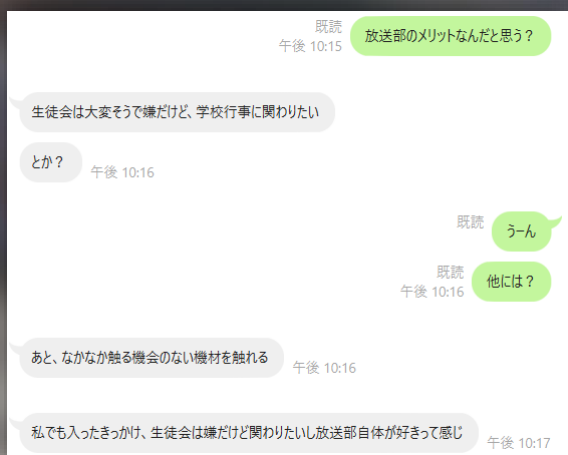 既読
午後 10:15
放送部のメリットなんだと思う？
生徒会は大変そうで嫌だけど、学校行事に関わりたい
とか？
午後 10:16
既読
うーん
既読
午後 10:16
他には？
あと、なかなか触る機会のない機材を触れる
午後 10:16
私でも入ったきっかけ、生徒会は嫌だけど関わりたいし放送部自体が好きって感じ
午後 10:17